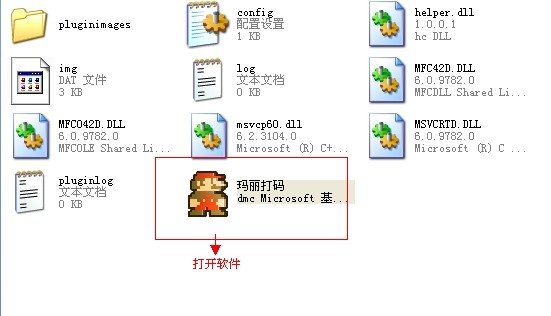 pluginimages
config
配置设置
1 KB
helper.dll
1.0.0.1
hc DLL
img
DAT 文件
3 KB
log
文本文档
0 KB
MFC42D.DLL
6.0.9782.0
MFCDLL Shared Li...
MFCO42D.DLL
6.0.9782.0
MFCOLE Shared Li...
msvcp60.dll
6.2.3104.0
Microsoft (R) C+...
MSVCRTD.DLL
6.0.9782.0
Microsoft (R) C ...
pluginlog
文本文档
0 KB
玛丽打码
dmc Microsoft 基...
打开软件